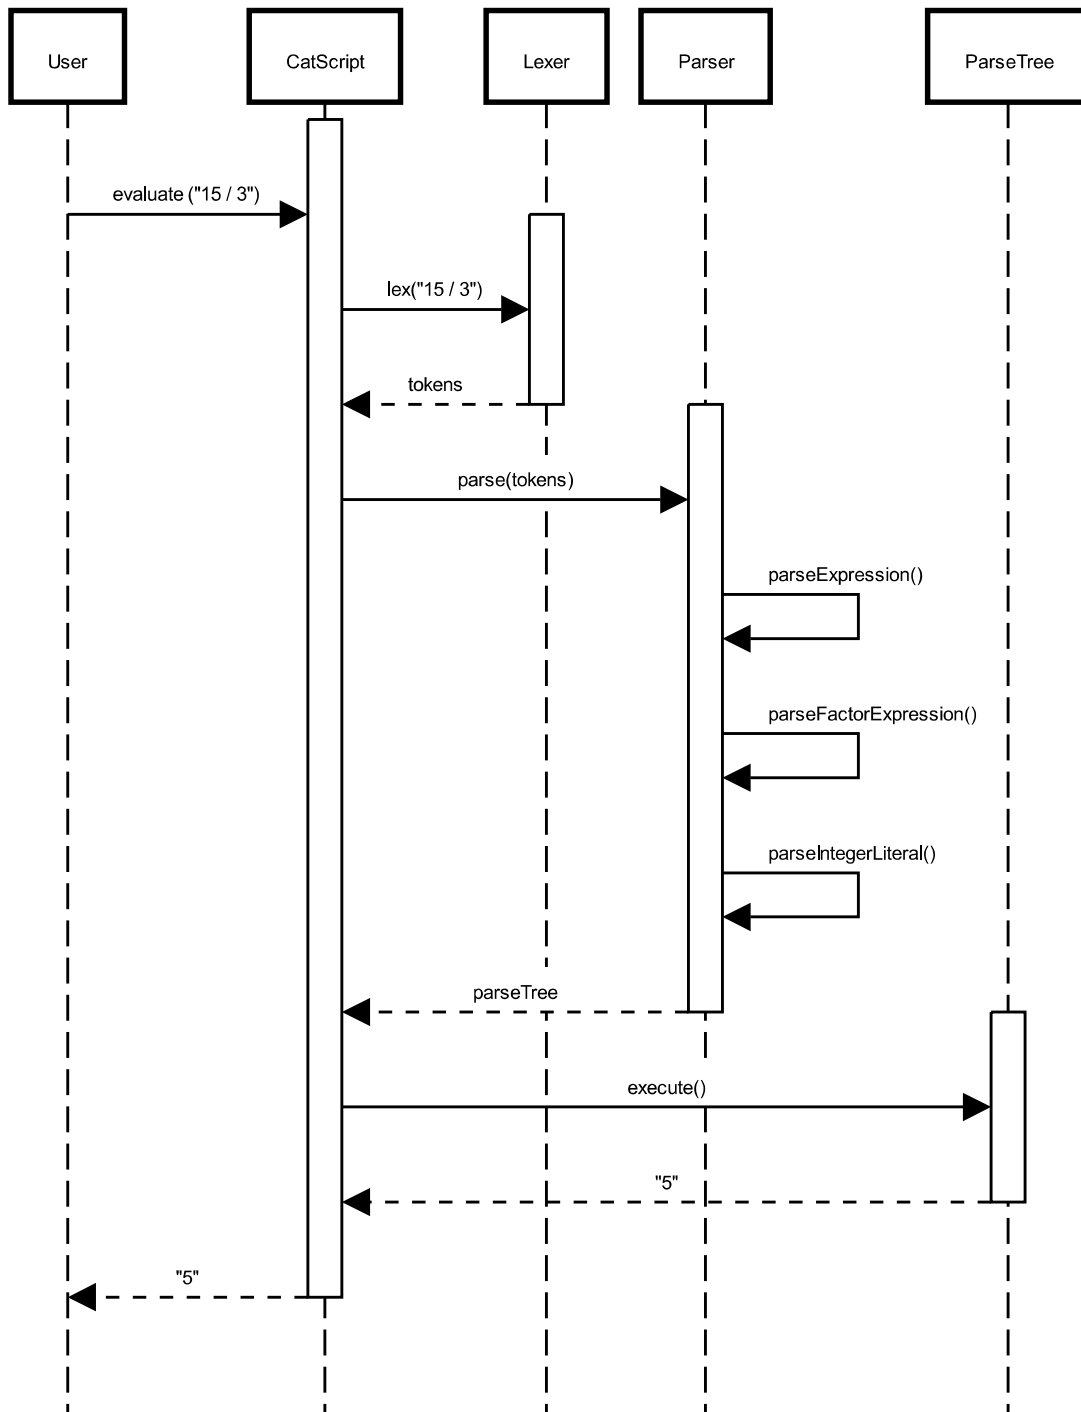 User
CatScript
Lexer
Parser
ParseTree
evaluate ("15 / 3")
lex("15 / 3")
tokens
parse(tokens)
parseExpression()
parseFactorExpression()
parseIntegerLiteral()
parseTree
execute()
"5"
"5"